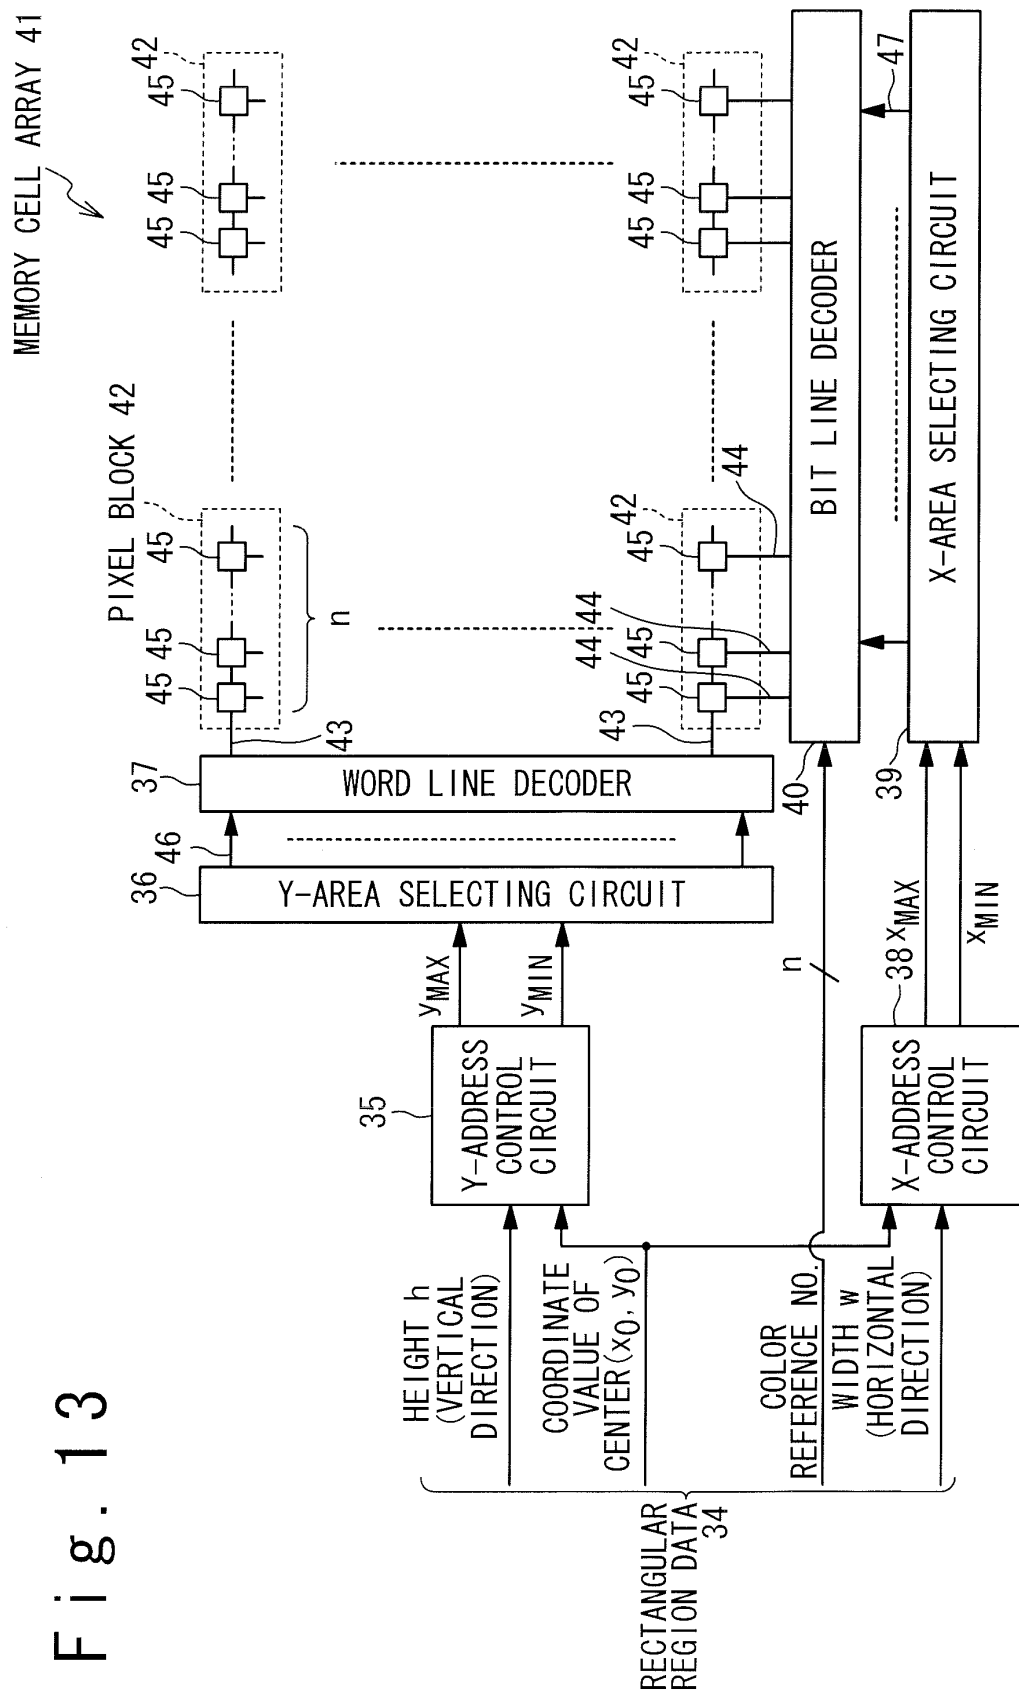 Fig. 13
MEMORY CELL ARRAY 41
PIXEL BLOCK 42
42
45
45
45
45
45
45
n
43
37
WORD LINE DECODER
46
36
Y-AREA SELECTING CIRCUIT
yMAX
yMIN
35
Y-ADDRESS
CONTROL
CIRCUIT
HEIGHT h
(VERTICAL
DIRECTION)
COORDINATE
VALUE OF
CENTER(x0, y0)
COLOR
REFERENCE NO.
WIDTH w
(HORIZONTAL
DIRECTION)
RECTANGULAR
REGION DATA
34
43
42
42
45
45
45
45
45
45
44
44
44
n
40
BIT LINE DECODER
47
39
X-AREA SELECTING CIRCUIT
38
xMAX
xMIN
X-ADDRESS
CONTROL
CIRCUIT